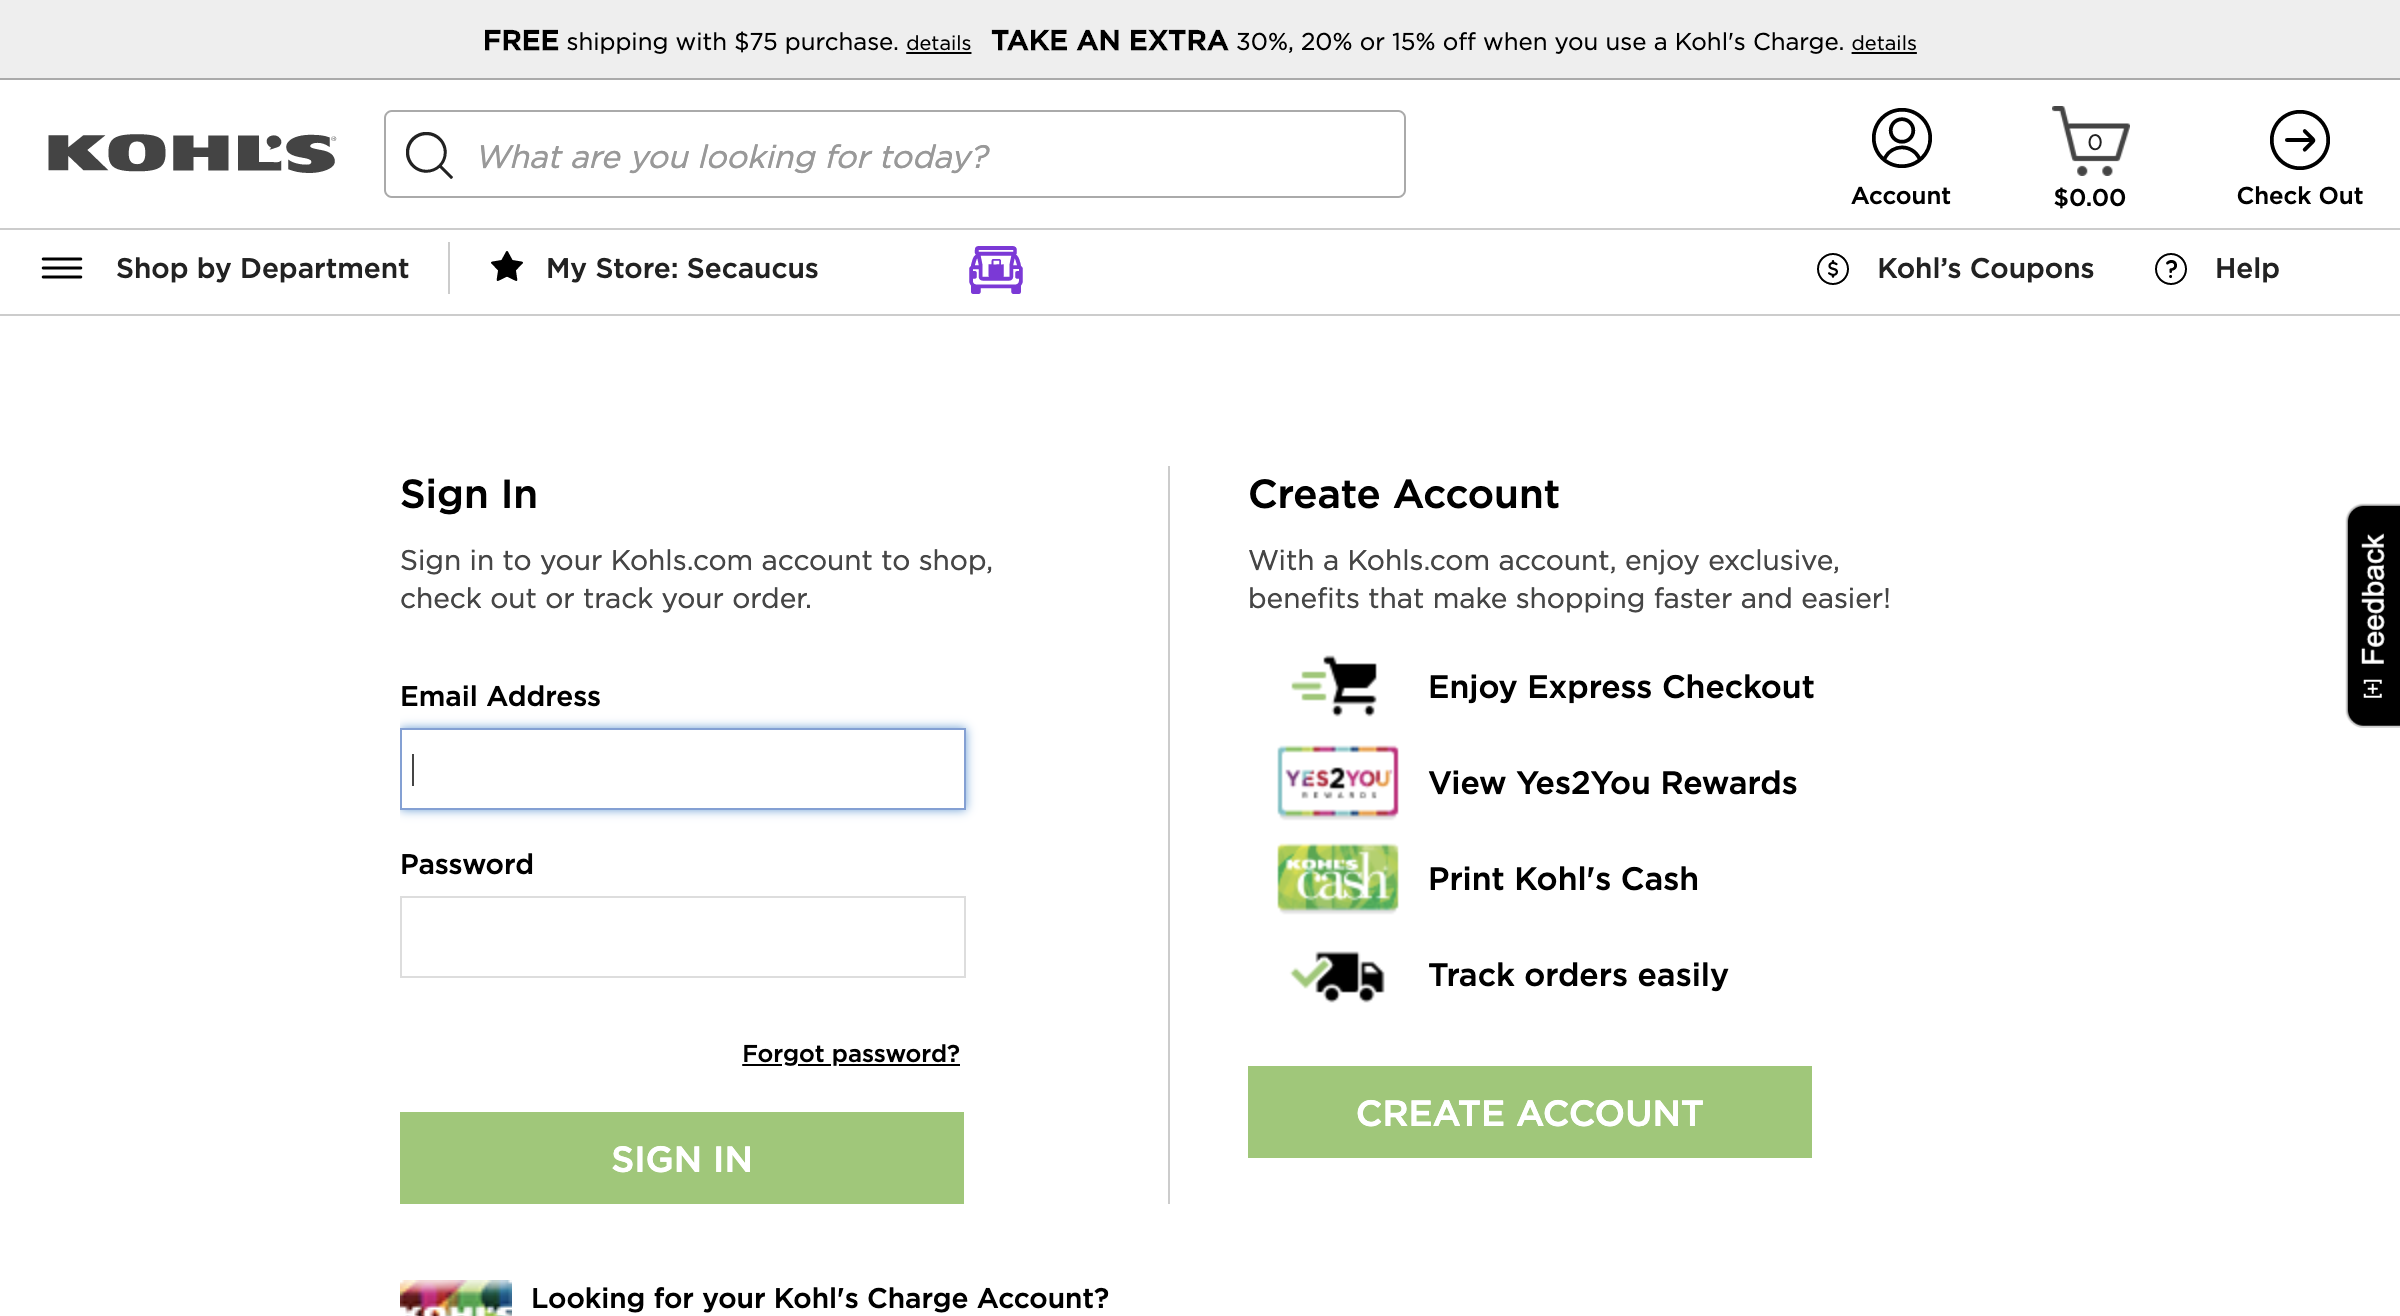 FREE shipping with $75 purchase. details TAKE AN EXTRA 30%, 20% or 15% off when you use a Kohl's Charge. details
KOHL'S
What are you looking for today?
Account
0
$0.00
Check Out
Shop by Department
My Store: Secaucus
$
Kohl’s Coupons
?
Help
Sign In
Sign in to your Kohls.com account to shop,
check out or track your order.
Email Address
Password
Forgot password?
SIGN IN
Create Account
With a Kohls.com account, enjoy exclusive,
benefits that make shopping faster and easier!
Enjoy Express Checkout
YES2YOU
REWARDS
View Yes2You Rewards
KOHL'S
cash
Print Kohl's Cash
Track orders easily
CREATE ACCOUNT
[+] Feedback
KOHL'S
Looking for your Kohl's Charge Account?